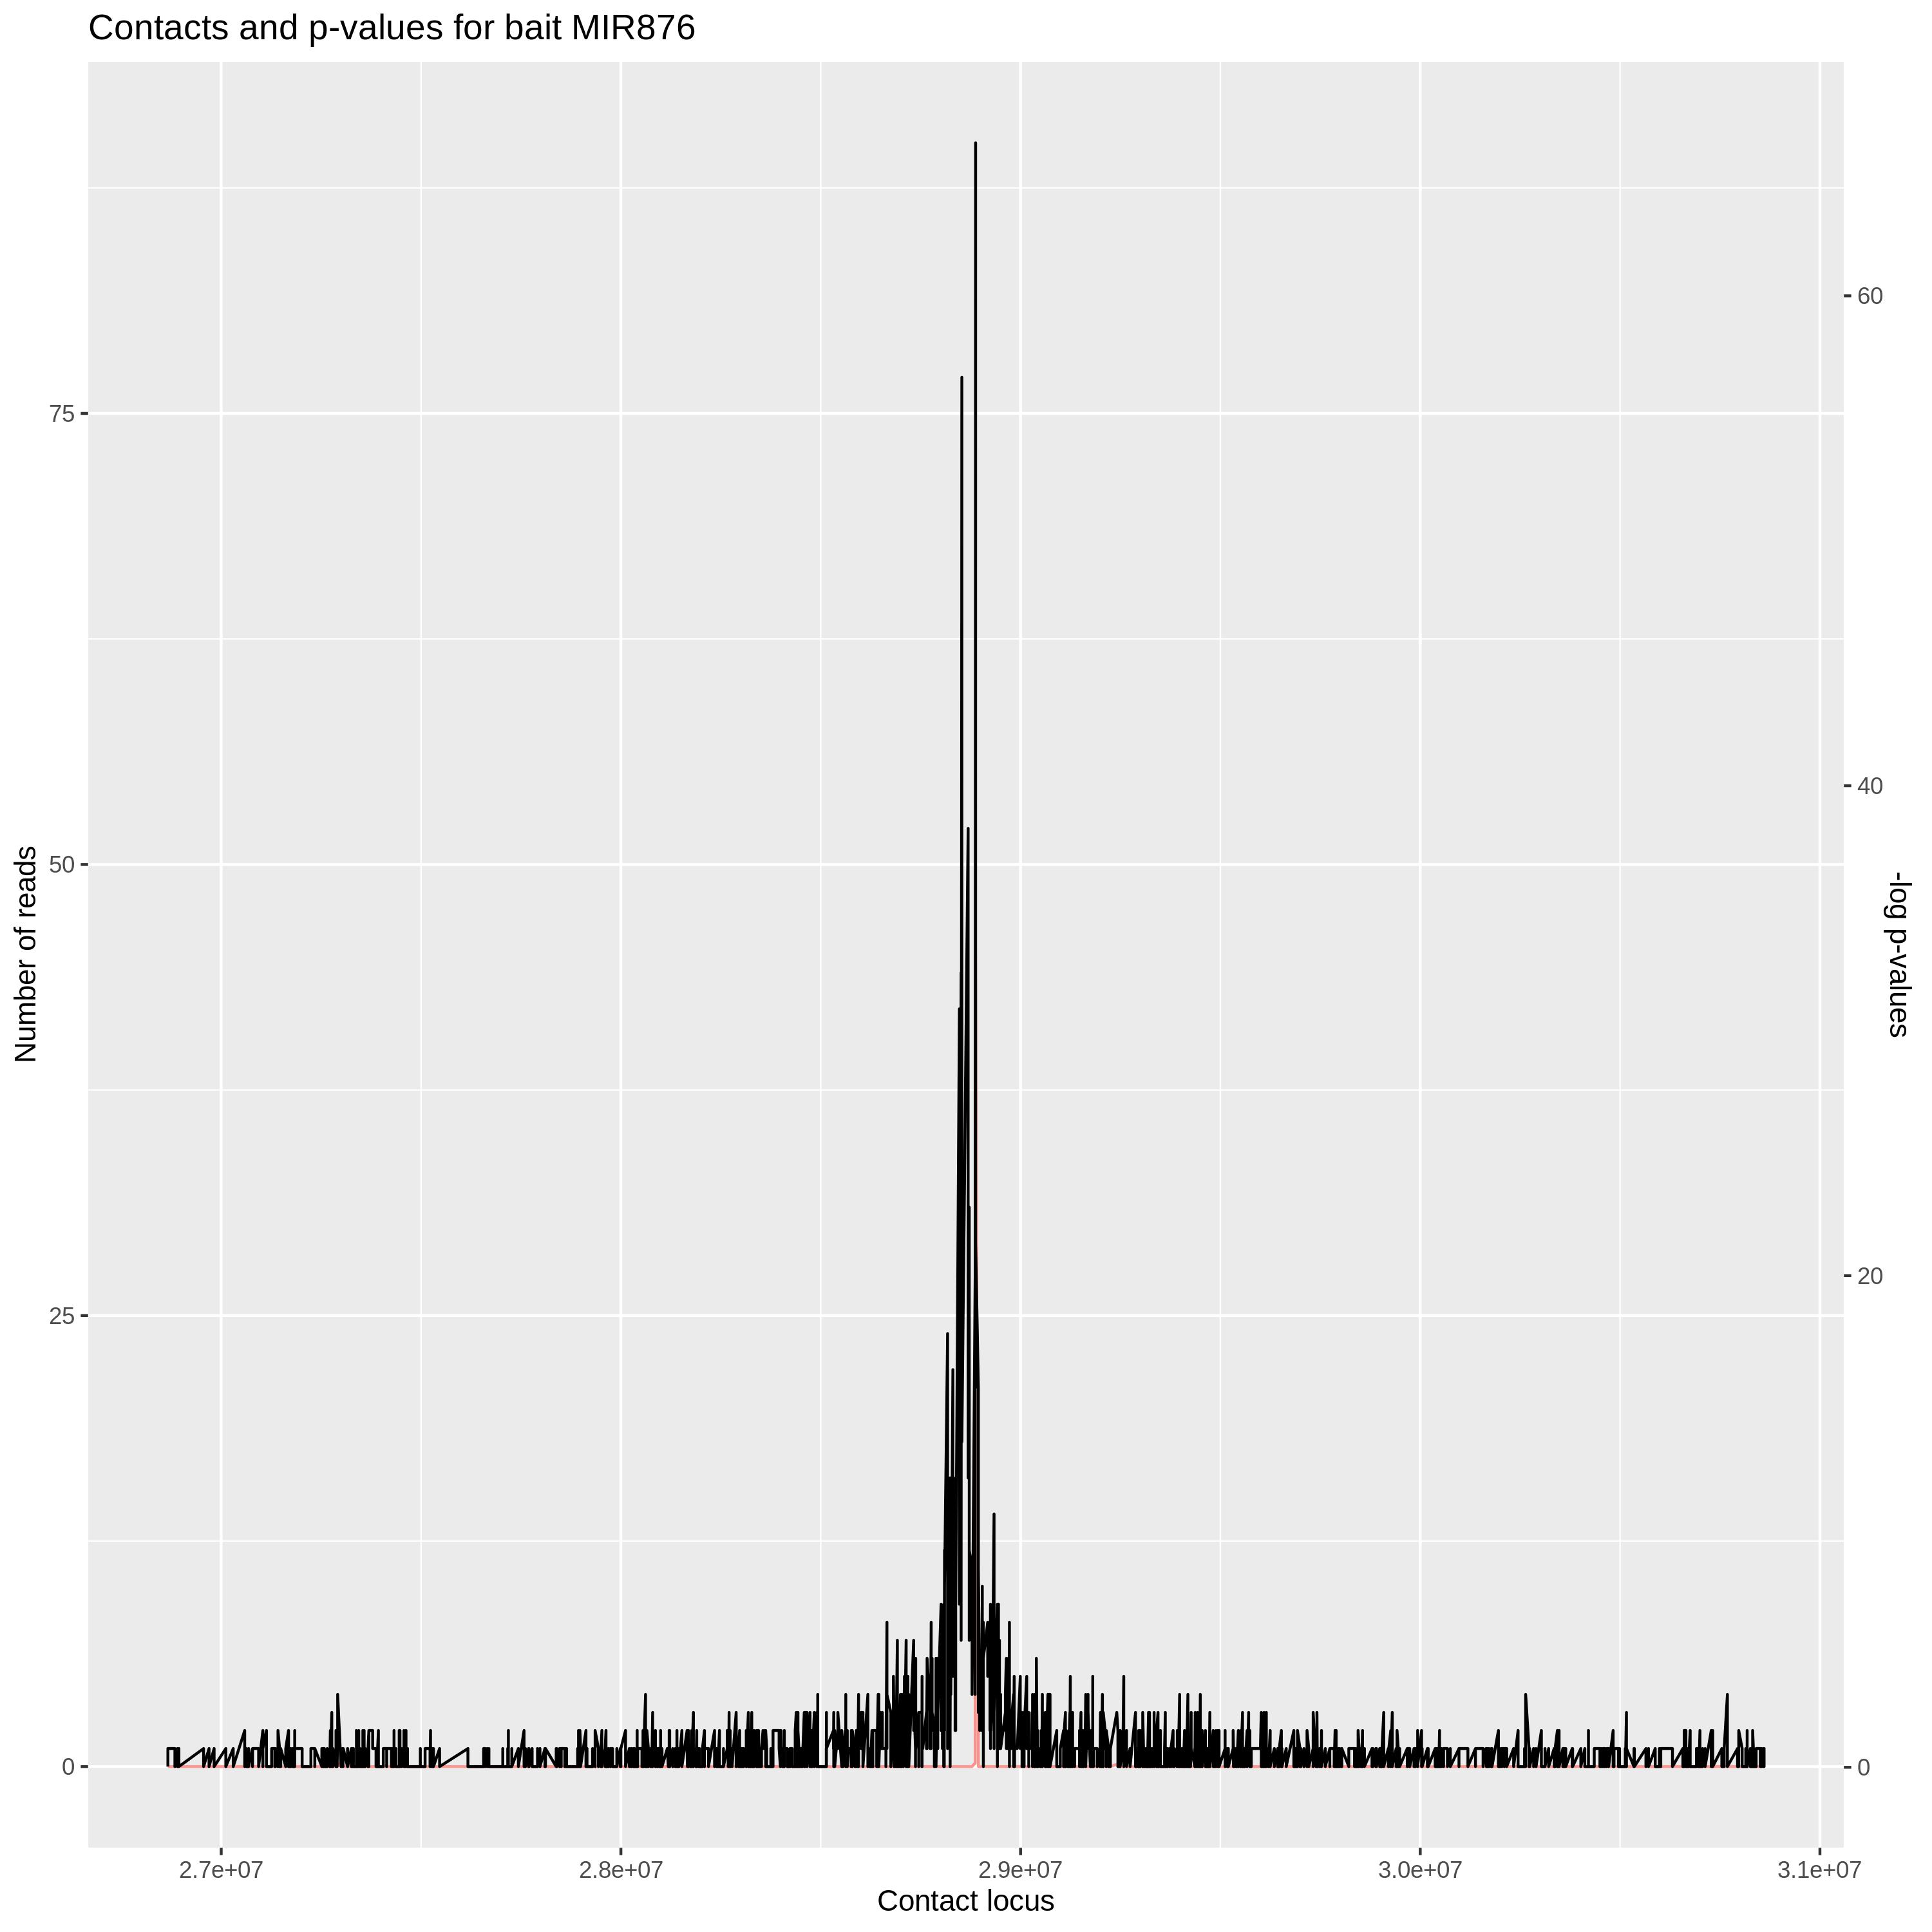 Contacts and p-values for bait MIR876
75
50
25
0
60
40
20
0
Number of reads
-log p-values
2.7e+07 2.8e+07 2.9e+07 3.0e+07 3.1e+07
Contact locus